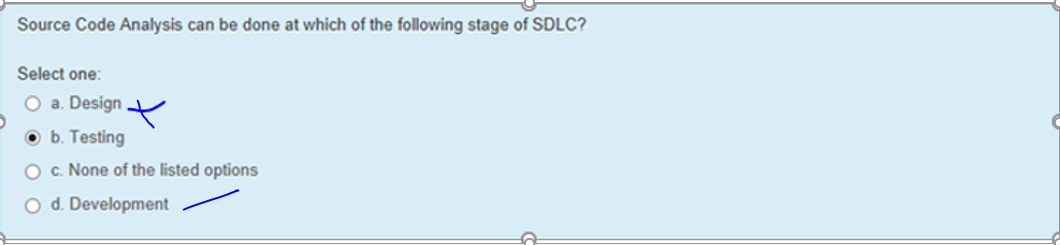 Source Code Analysis can be done at which of the following stage of SDLC?
Select one:
a. Design
b. Testing
c. None of the listed options
d. Development